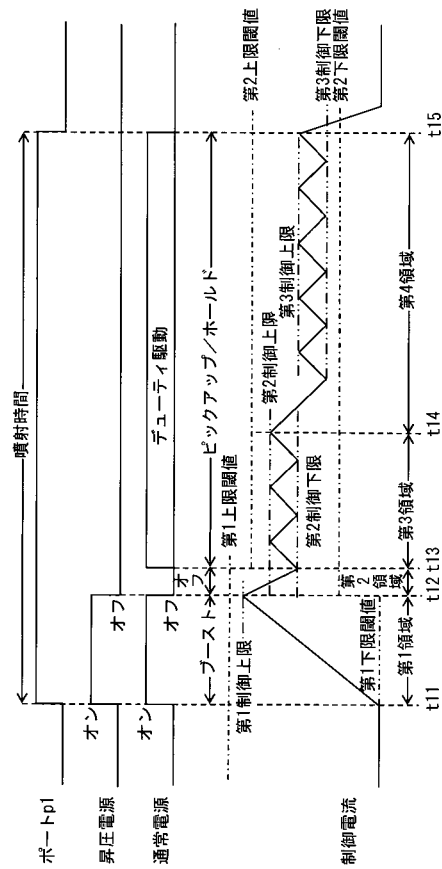 噴射時間
ポートp1
オン
昇圧電源
オフ
オン
通常電源
オフ
オフ
デューティ駆動
ブースト
ピックアップ／ホールド
第1上限閾値
第2上限閾値
第1制御上限
第2制御上限
第3制御上限
第2制御下限
第3制御下限
第2下限閾値
第1下限閾値
制御電流
第1領域
第2領域
第3領域
第4領域
t11
t12
t13
t14
t15